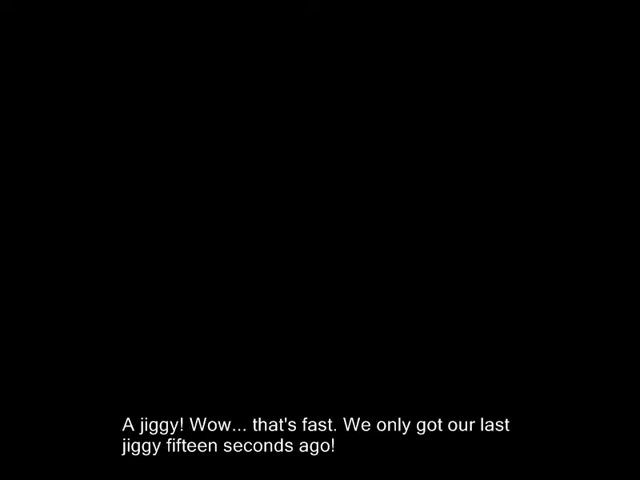 A jiggy! Wow... that's fast. We only got our last
jiggy fifteen seconds ago!